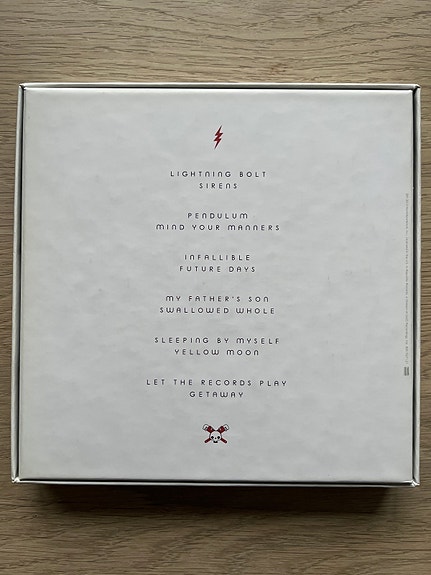 LIGHTNING BOLT
SIRENS
PENDULUM
MIND YOUR MANNERS
INFALLIBLE
FUTURE DAYS
MY FATHER'S SON
SWALLOWED WHOLE
SLEEPING BY MYSELF
YELLOW MOON
LET THE RECORDS PLAY
GETAWAY